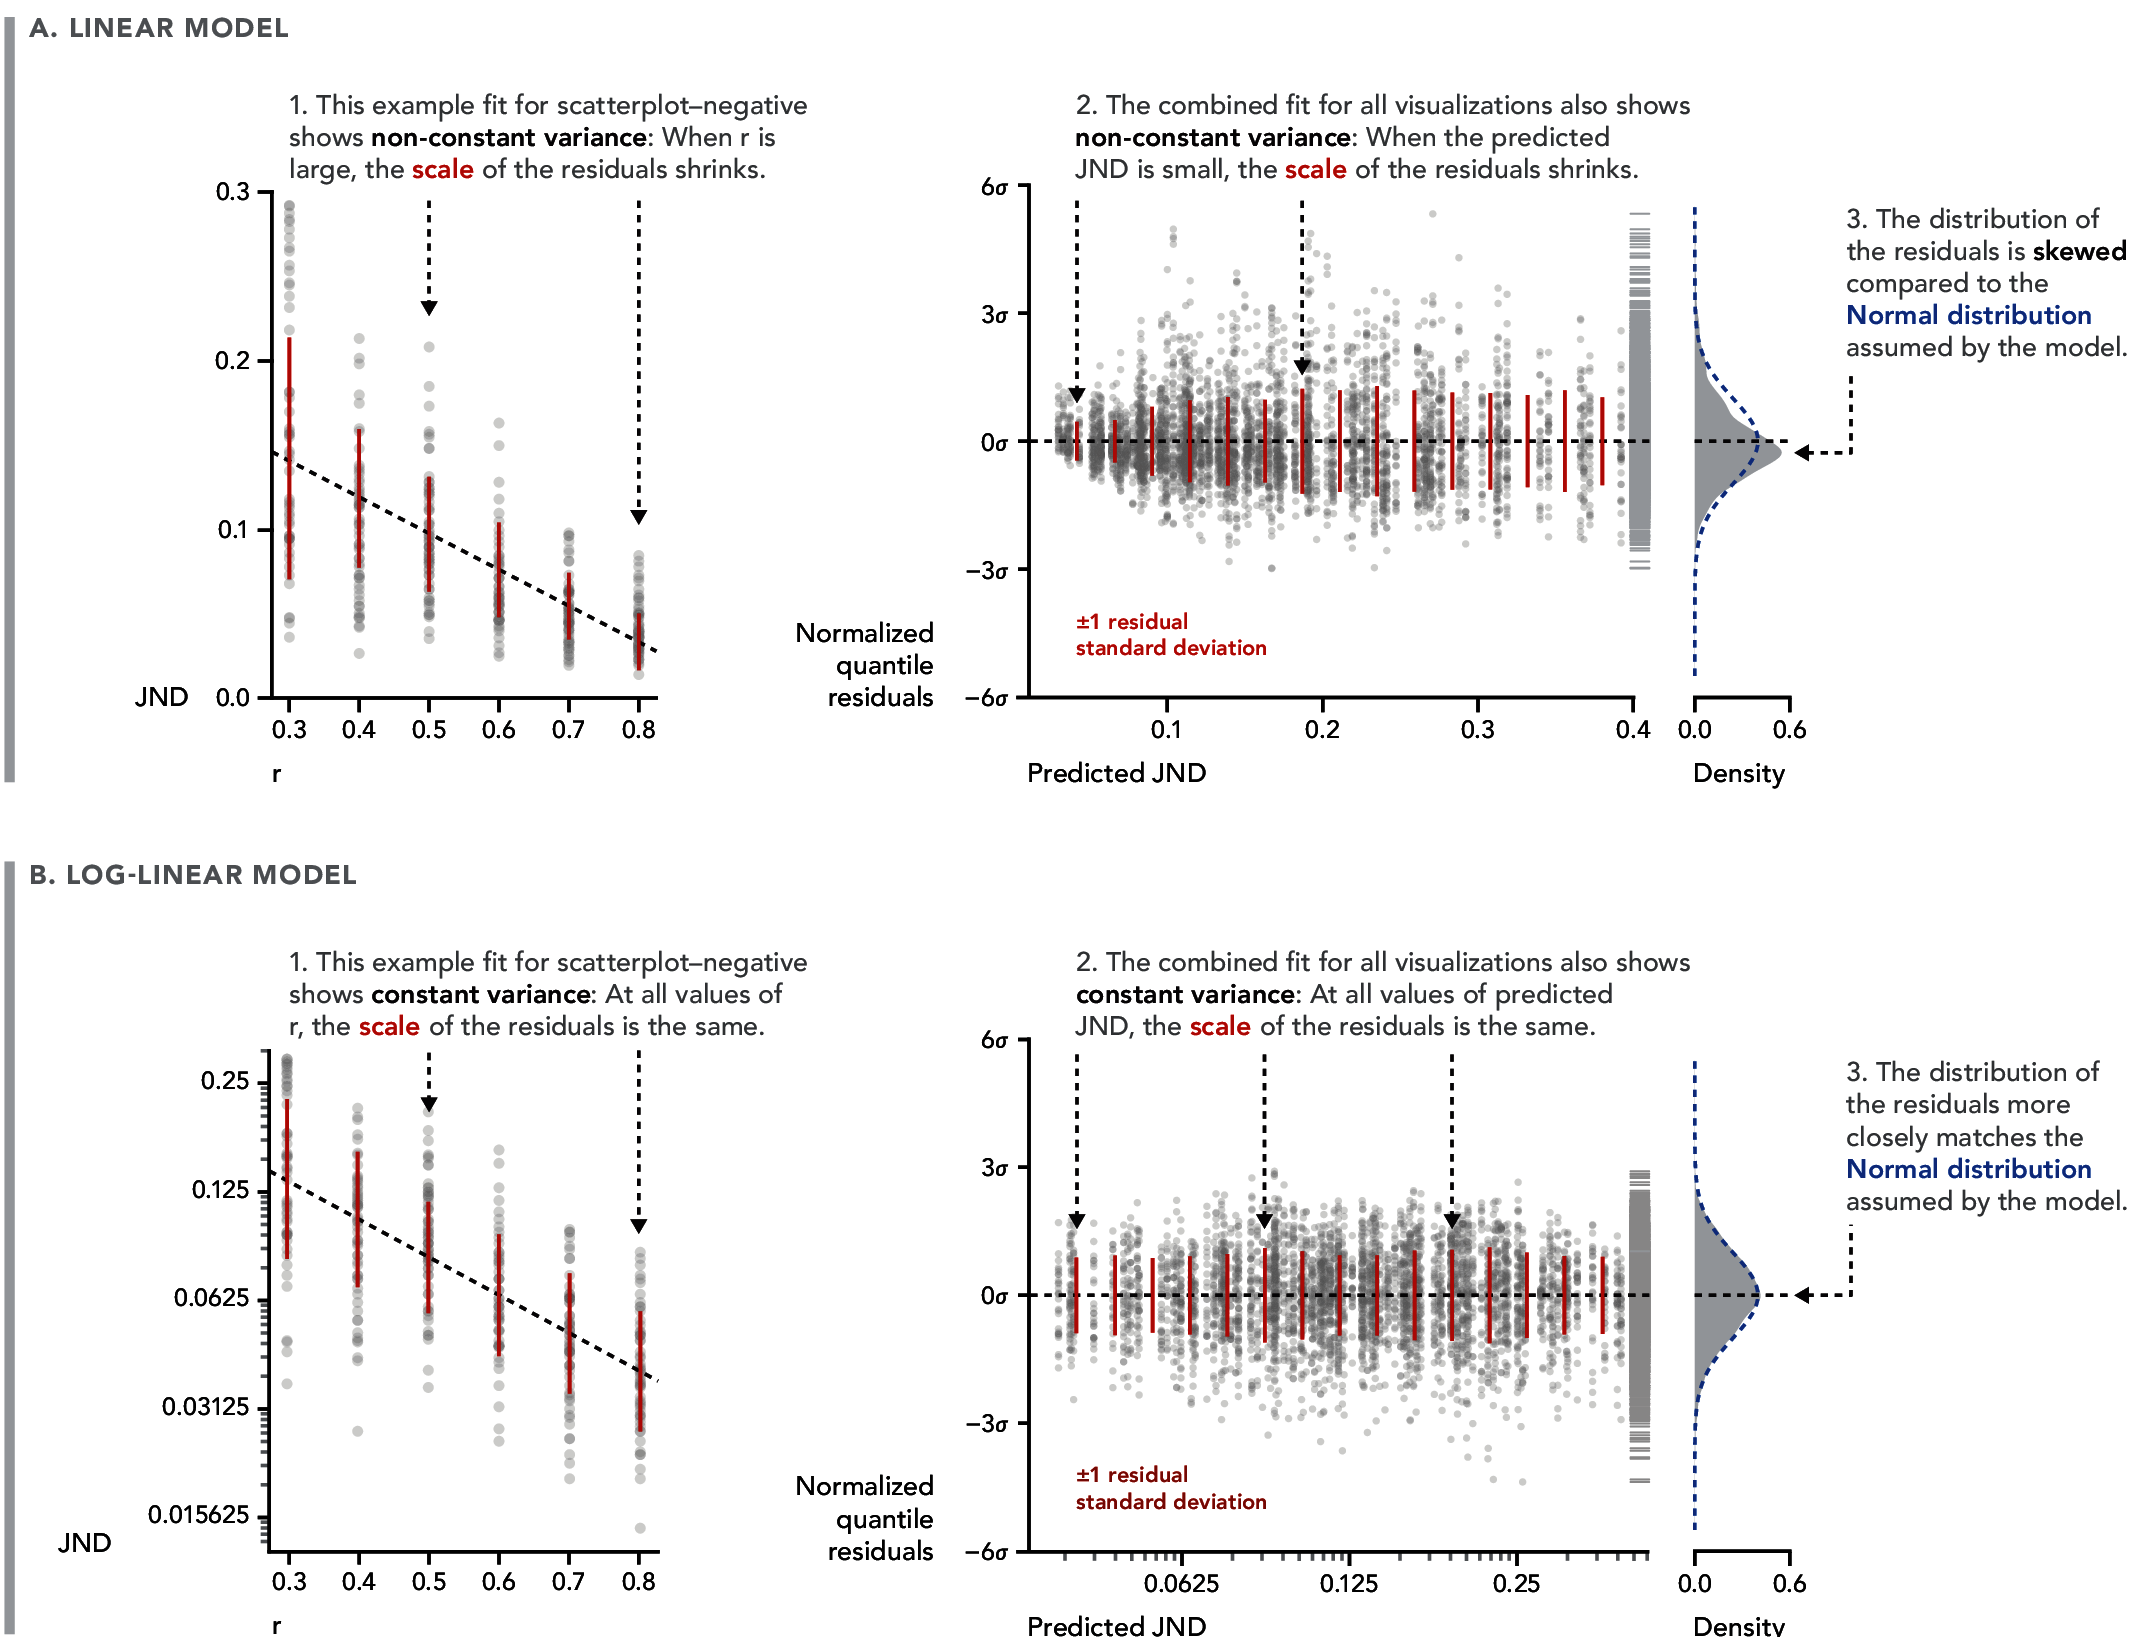 A. LINEAR MODEL
1. This example fit for scatterplot–negative
shows non-constant variance: When r is
large, the scale of the residuals shrinks.
0.3
0.2
0.1
0.0
JND
0.3 0.4 0.5 0.6 0.7 0.8
r
2. The combined fit for all visualizations also shows
non-constant variance: When the predicted
JND is small, the scale of the residuals shrinks.
6σ
3σ
0σ
−3σ
−6σ
Normalized
quantile
residuals
±1 residual
standard deviation
0.1 0.2 0.3 0.4
Predicted JND
0.0 0.6
Density
3. The distribution of
the residuals is skewed
compared to the
Normal distribution
assumed by the model.
B. LOG-LINEAR MODEL
1. This example fit for scatterplot–negative
shows constant variance: At all values of
r, the scale of the residuals is the same.
0.25
0.125
0.0625
0.03125
0.015625
JND
0.3 0.4 0.5 0.6 0.7 0.8
r
2. The combined fit for all visualizations also shows
constant variance: At all values of predicted
JND, the scale of the residuals is the same.
6σ
3σ
0σ
−3σ
−6σ
Normalized
quantile
residuals
±1 residual
standard deviation
0.0625 0.125 0.25
Predicted JND
0.0 0.6
Density
3. The distribution of
the residuals more
closely matches the
Normal distribution
assumed by the model.